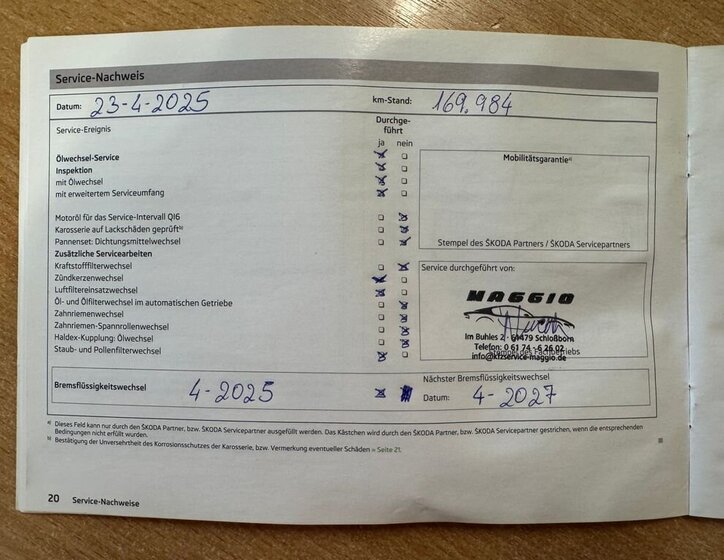 Service-Nachweis
Datum: 23-4-2025 km-Stand: 169.984
Service-Ereignis Durchge-
führt
ja nein
Ölwechsel-Service
Inspektion
mit Ölwechsel
mit erweitertem Serviceumfang
Mobilitätsgarantie a)
Stempel des ŠKODA Partners / ŠKODA Servicepartners
Motoröl für das Service-Intervall QI6
Karosserie auf Lackschäden geprüft b)
Pannenset: Dichtungsmittelwechsel
Zusätzliche Servicearbeiten
Kraftstofffilterwechsel
Zündkerzenwechsel
Luftfiltereinsatzwechsel
Öl- und Ölfilterwechsel im automatischen Getriebe
Zahnriemenwechsel
Zahnriemen-Spannrollenwechsel
Haldex-Kupplung: Ölwechsel
Staub- und Pollenfilterwechsel
Service durchgeführt von:
MAGGIO
Im Buhles 2 · 61479 Schloßborn
Telefon: 0 61 74 - 6 26 02
Stempel des Fachbetriebs
info@kfzservice-maggio.de
Bremsflüssigkeitswechsel 4-2025
Nächster Bremsflüssigkeitswechsel
Datum: 4-2027
a) Dieses Feld kann nur durch den ŠKODA Partner, bzw. ŠKODA Servicepartner ausgefüllt werden. Das Kästchen wird durch den ŠKODA Partner, bzw. ŠKODA Servicepartner gestrichen, wenn die entsprechenden
Bedingungen nicht erfüllt wurden.
b) Bestätigung der Unversehrtheit des Korrosionsschutzes der Karosserie, bzw. Vermerkung eventueller Schäden » Seite 21.
20 Service-Nachweise